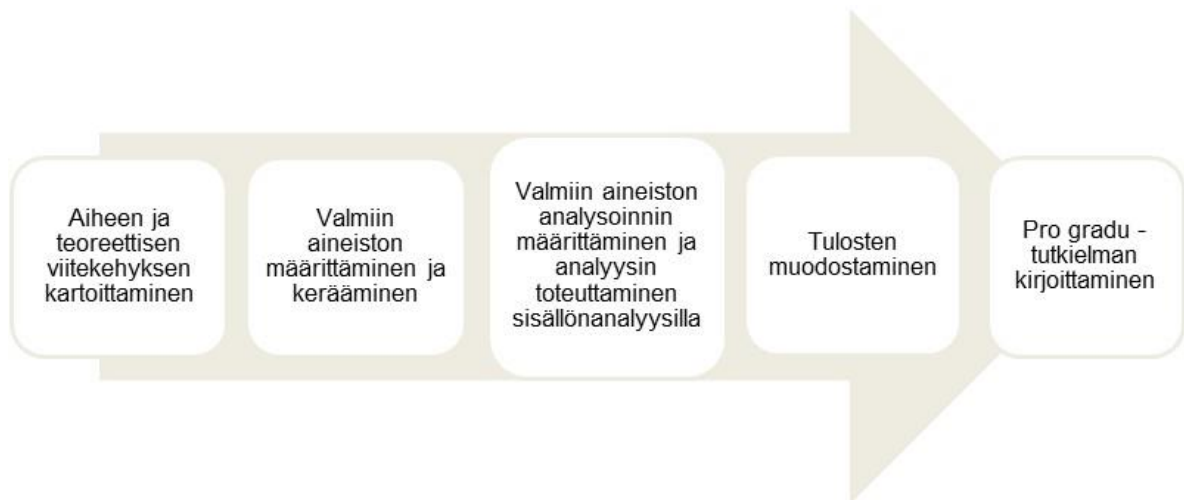 Aiheen ja
teoreettisen
viitekehyksen
kartoittaminen
Valmiin
aineiston
määrittäminen ja
kerääminen
Valmiin aineiston
analysoinnin
määrittäminen ja
analyysin
toteuttaminen
sisällönanalyysilla
Tulosten
muodostaminen
Pro gradu -
tutkielman
kirjoittaminen